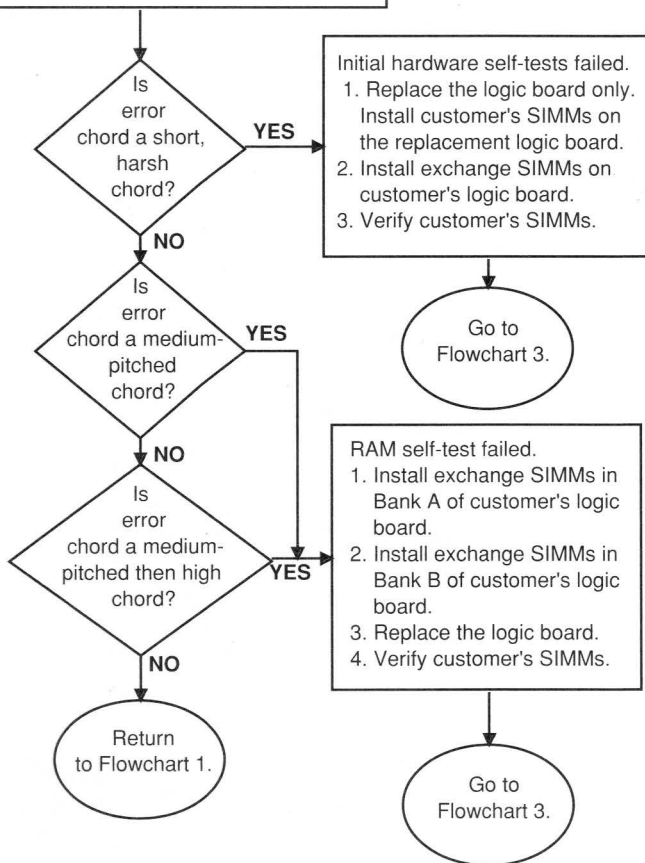 Is
error
chord a short,
harsh
chord?
YES
Initial hardware self-tests failed.
1. Replace the logic board only.
Install customer's SIMMs on
the replacement logic board.
2. Install exchange SIMMs on
customer's logic board.
3. Verify customer's SIMMs.
NO
Go to
Flowchart 3.
Is
error
chord a medium-
pitched
chord?
YES
NO
Is
error
chord a medium-
pitched then high
chord?
YES
RAM self-test failed.
1. Install exchange SIMMs in
Bank A of customer's logic
board.
2. Install exchange SIMMs in
Bank B of customer's logic
board.
3. Replace the logic board.
4. Verify customer's SIMMs.
NO
Return
to Flowchart 1.
Go to
Flowchart 3.